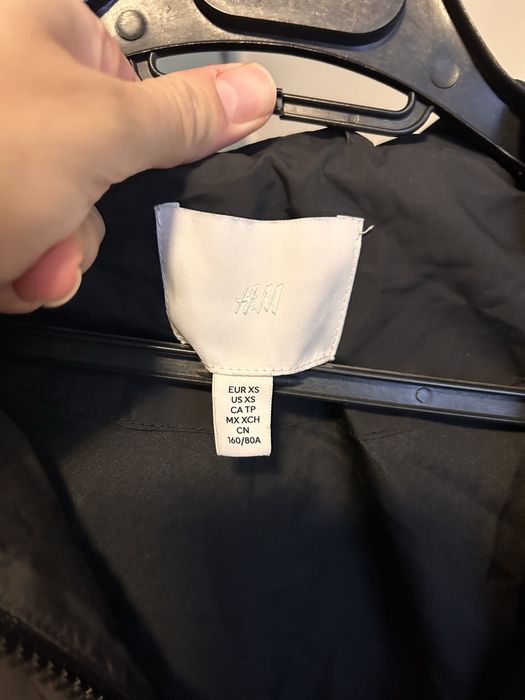 H&M
EUR XS
US XS
CA TP
MX XCH
CN
160/80A